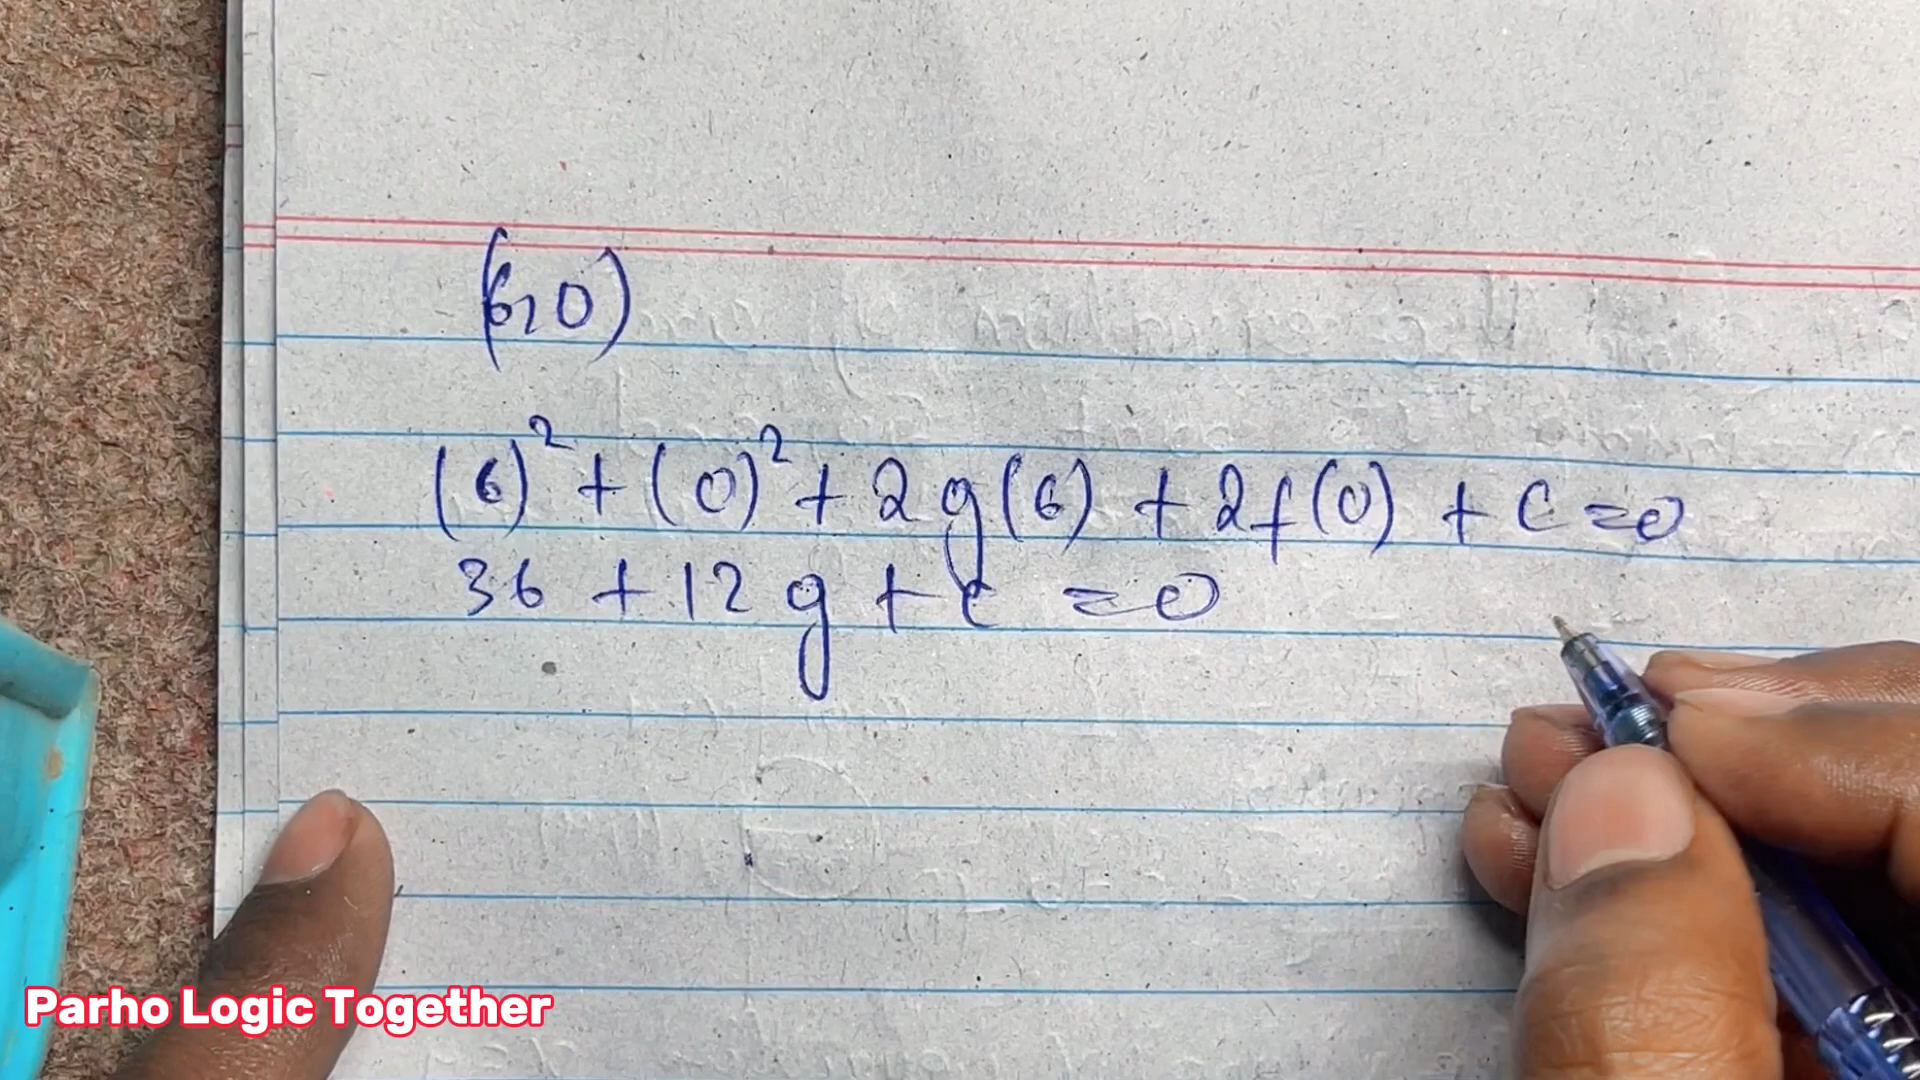 (6,0)
(6)² + (0)² + 2g(6) + 2f(0) + c = 0
36 + 12g + c = 0
Parho Logic Together